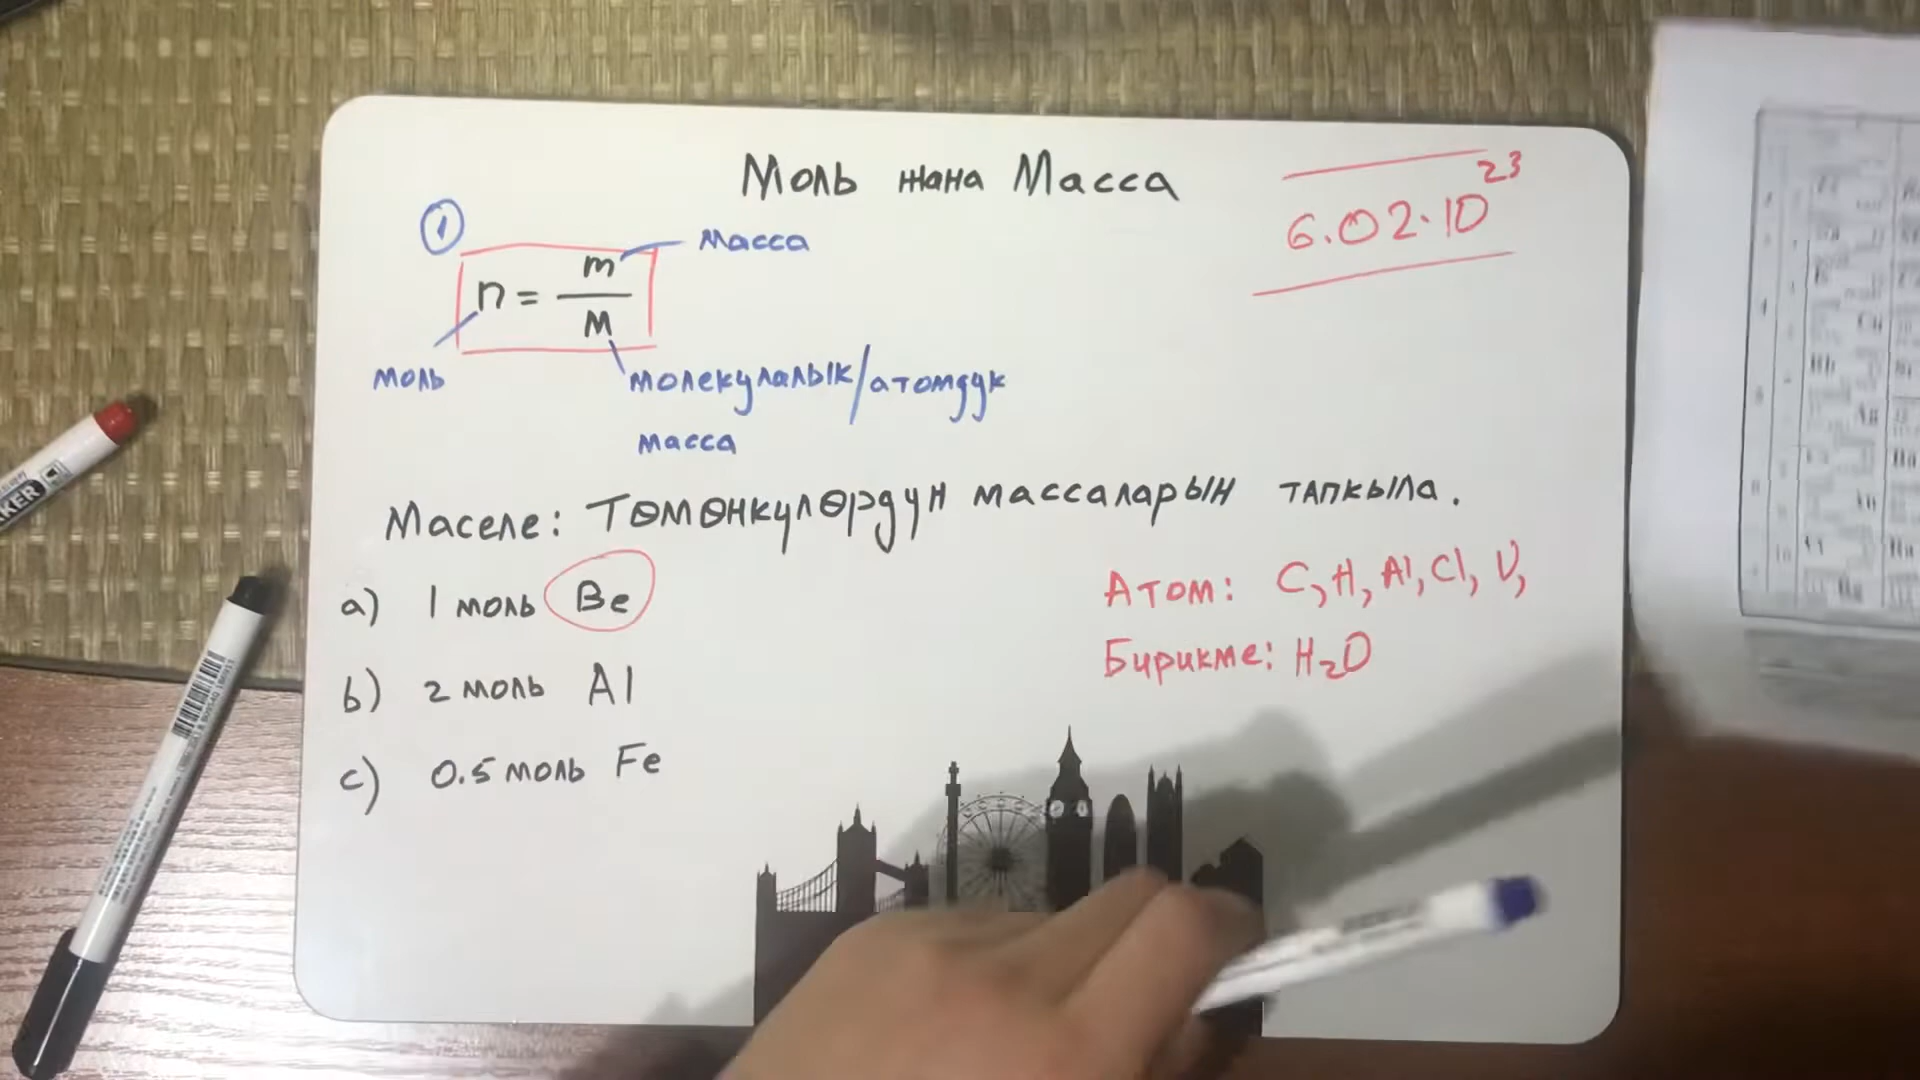 Моль жана Масса
6.02·10²³
①
n = m/M
масса
моль
молекулалык/атомдук
масса
Маселе: Төмөнкүлөрдүн массаларын тапкыла.
a) 1 моль Be
b) 2 моль Al
c) 0.5 моль Fe
Атом: C, H, Al, Cl, U,
Бирикме: H₂O